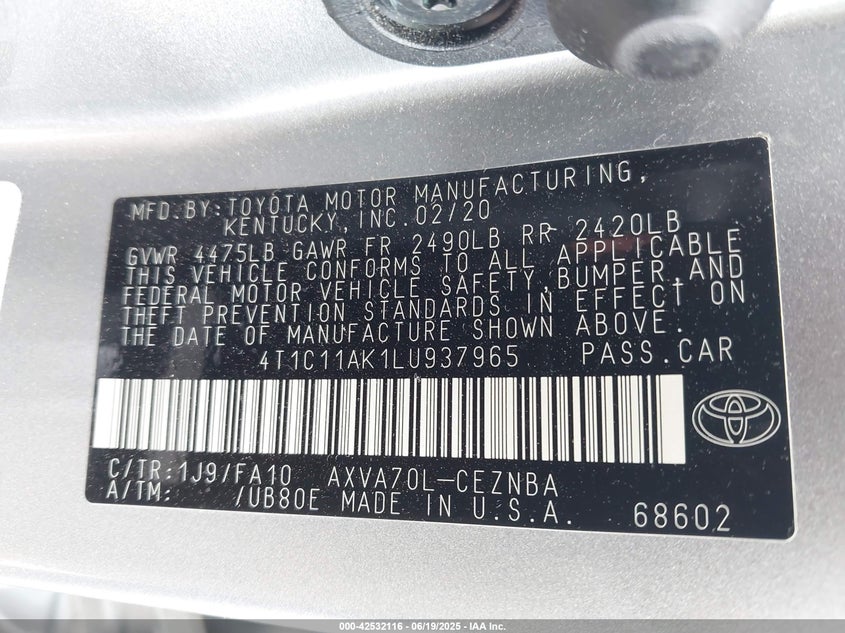 MFD.BY:TOYOTA MOTOR MANUFACTURING,
KENTUCKY,INC.02/20
GVWR 4475LB GAWR FR 2490LB RR 2420LB
THIS VEHICLE CONFORMS TO ALL APPLICABLE
FEDERAL MOTOR VEHICLE SAFETY,BUMPER,AND
THEFT PREVENTION STANDARDS IN EFFECT ON
THE DATE OF MANUFACTURE SHOWN ABOVE.
4T1C11AK1LU937965 PASS.CAR
C/TR:1J9/FA10 AXVA70L-CEZNBA
A/TM: /UB80E MADE IN U.S.A. 68602
000-42532116 - 06/19/2025 - IAA Inc.